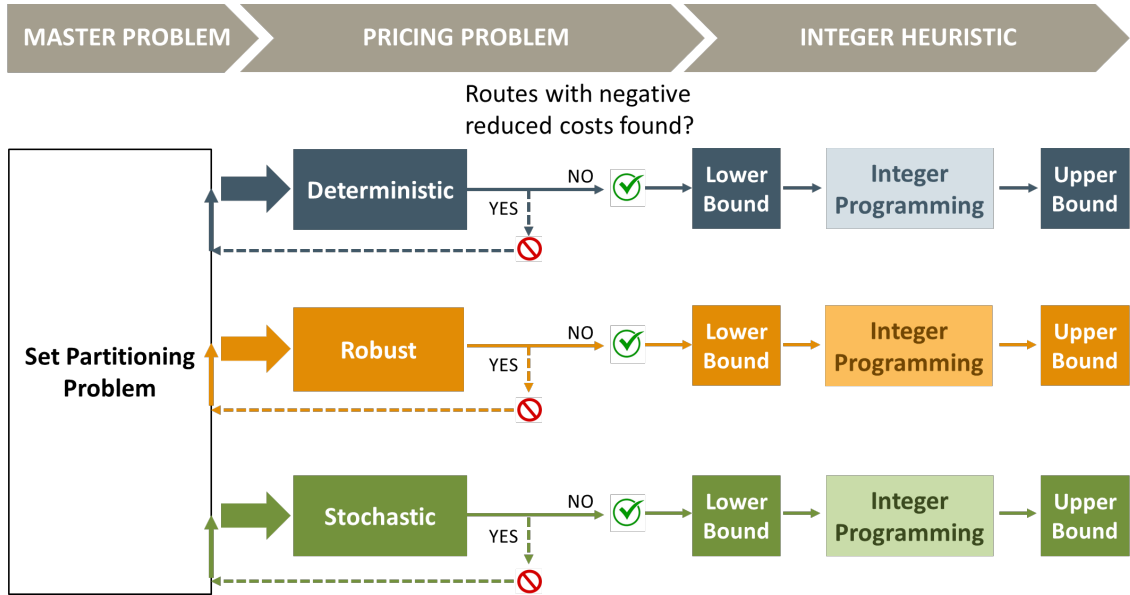 MASTER PROBLEM
PRICING PROBLEM
INTEGER HEURISTIC
Routes with negative
reduced costs found?
Set Partitioning
Problem
Deterministic
NO
YES
Lower
Bound
Integer
Programming
Upper
Bound
Robust
NO
YES
Lower
Bound
Integer
Programming
Upper
Bound
Stochastic
NO
YES
Lower
Bound
Integer
Programming
Upper
Bound